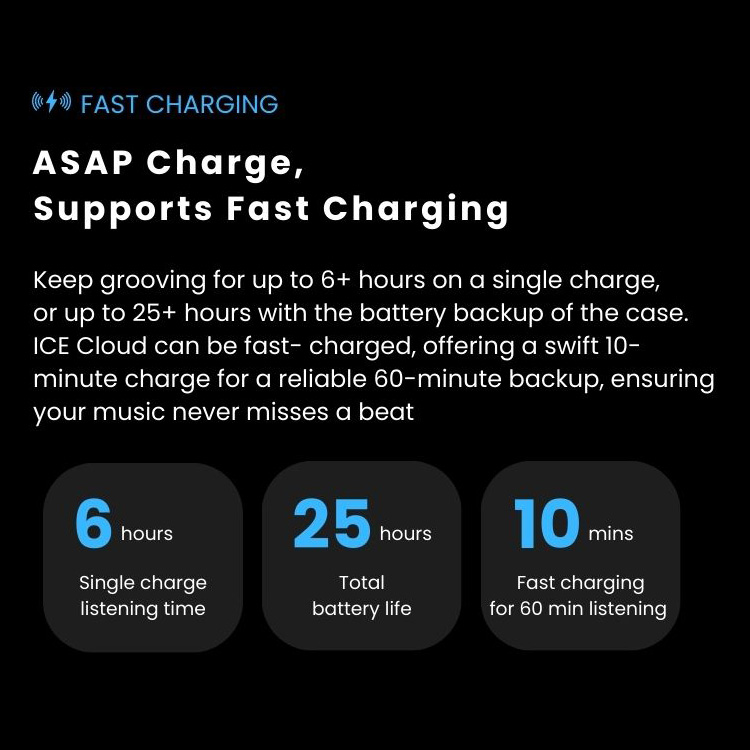 FAST CHARGING
ASAP Charge,
Supports Fast Charging
Keep grooving for up to 6+ hours on a single charge,
or up to 25+ hours with the battery backup of the case.
ICE Cloud can be fast- charged, offering a swift 10-
minute charge for a reliable 60-minute backup, ensuring
your music never misses a beat
6 hours
Single charge
listening time
25 hours
Total
battery life
10 mins
Fast charging
for 60 min listening